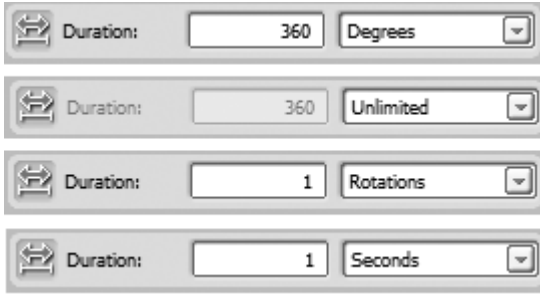 Duration: 360 Degrees
Duration: 360 Unlimited
Duration: 1 Rotations
Duration: 1 Seconds